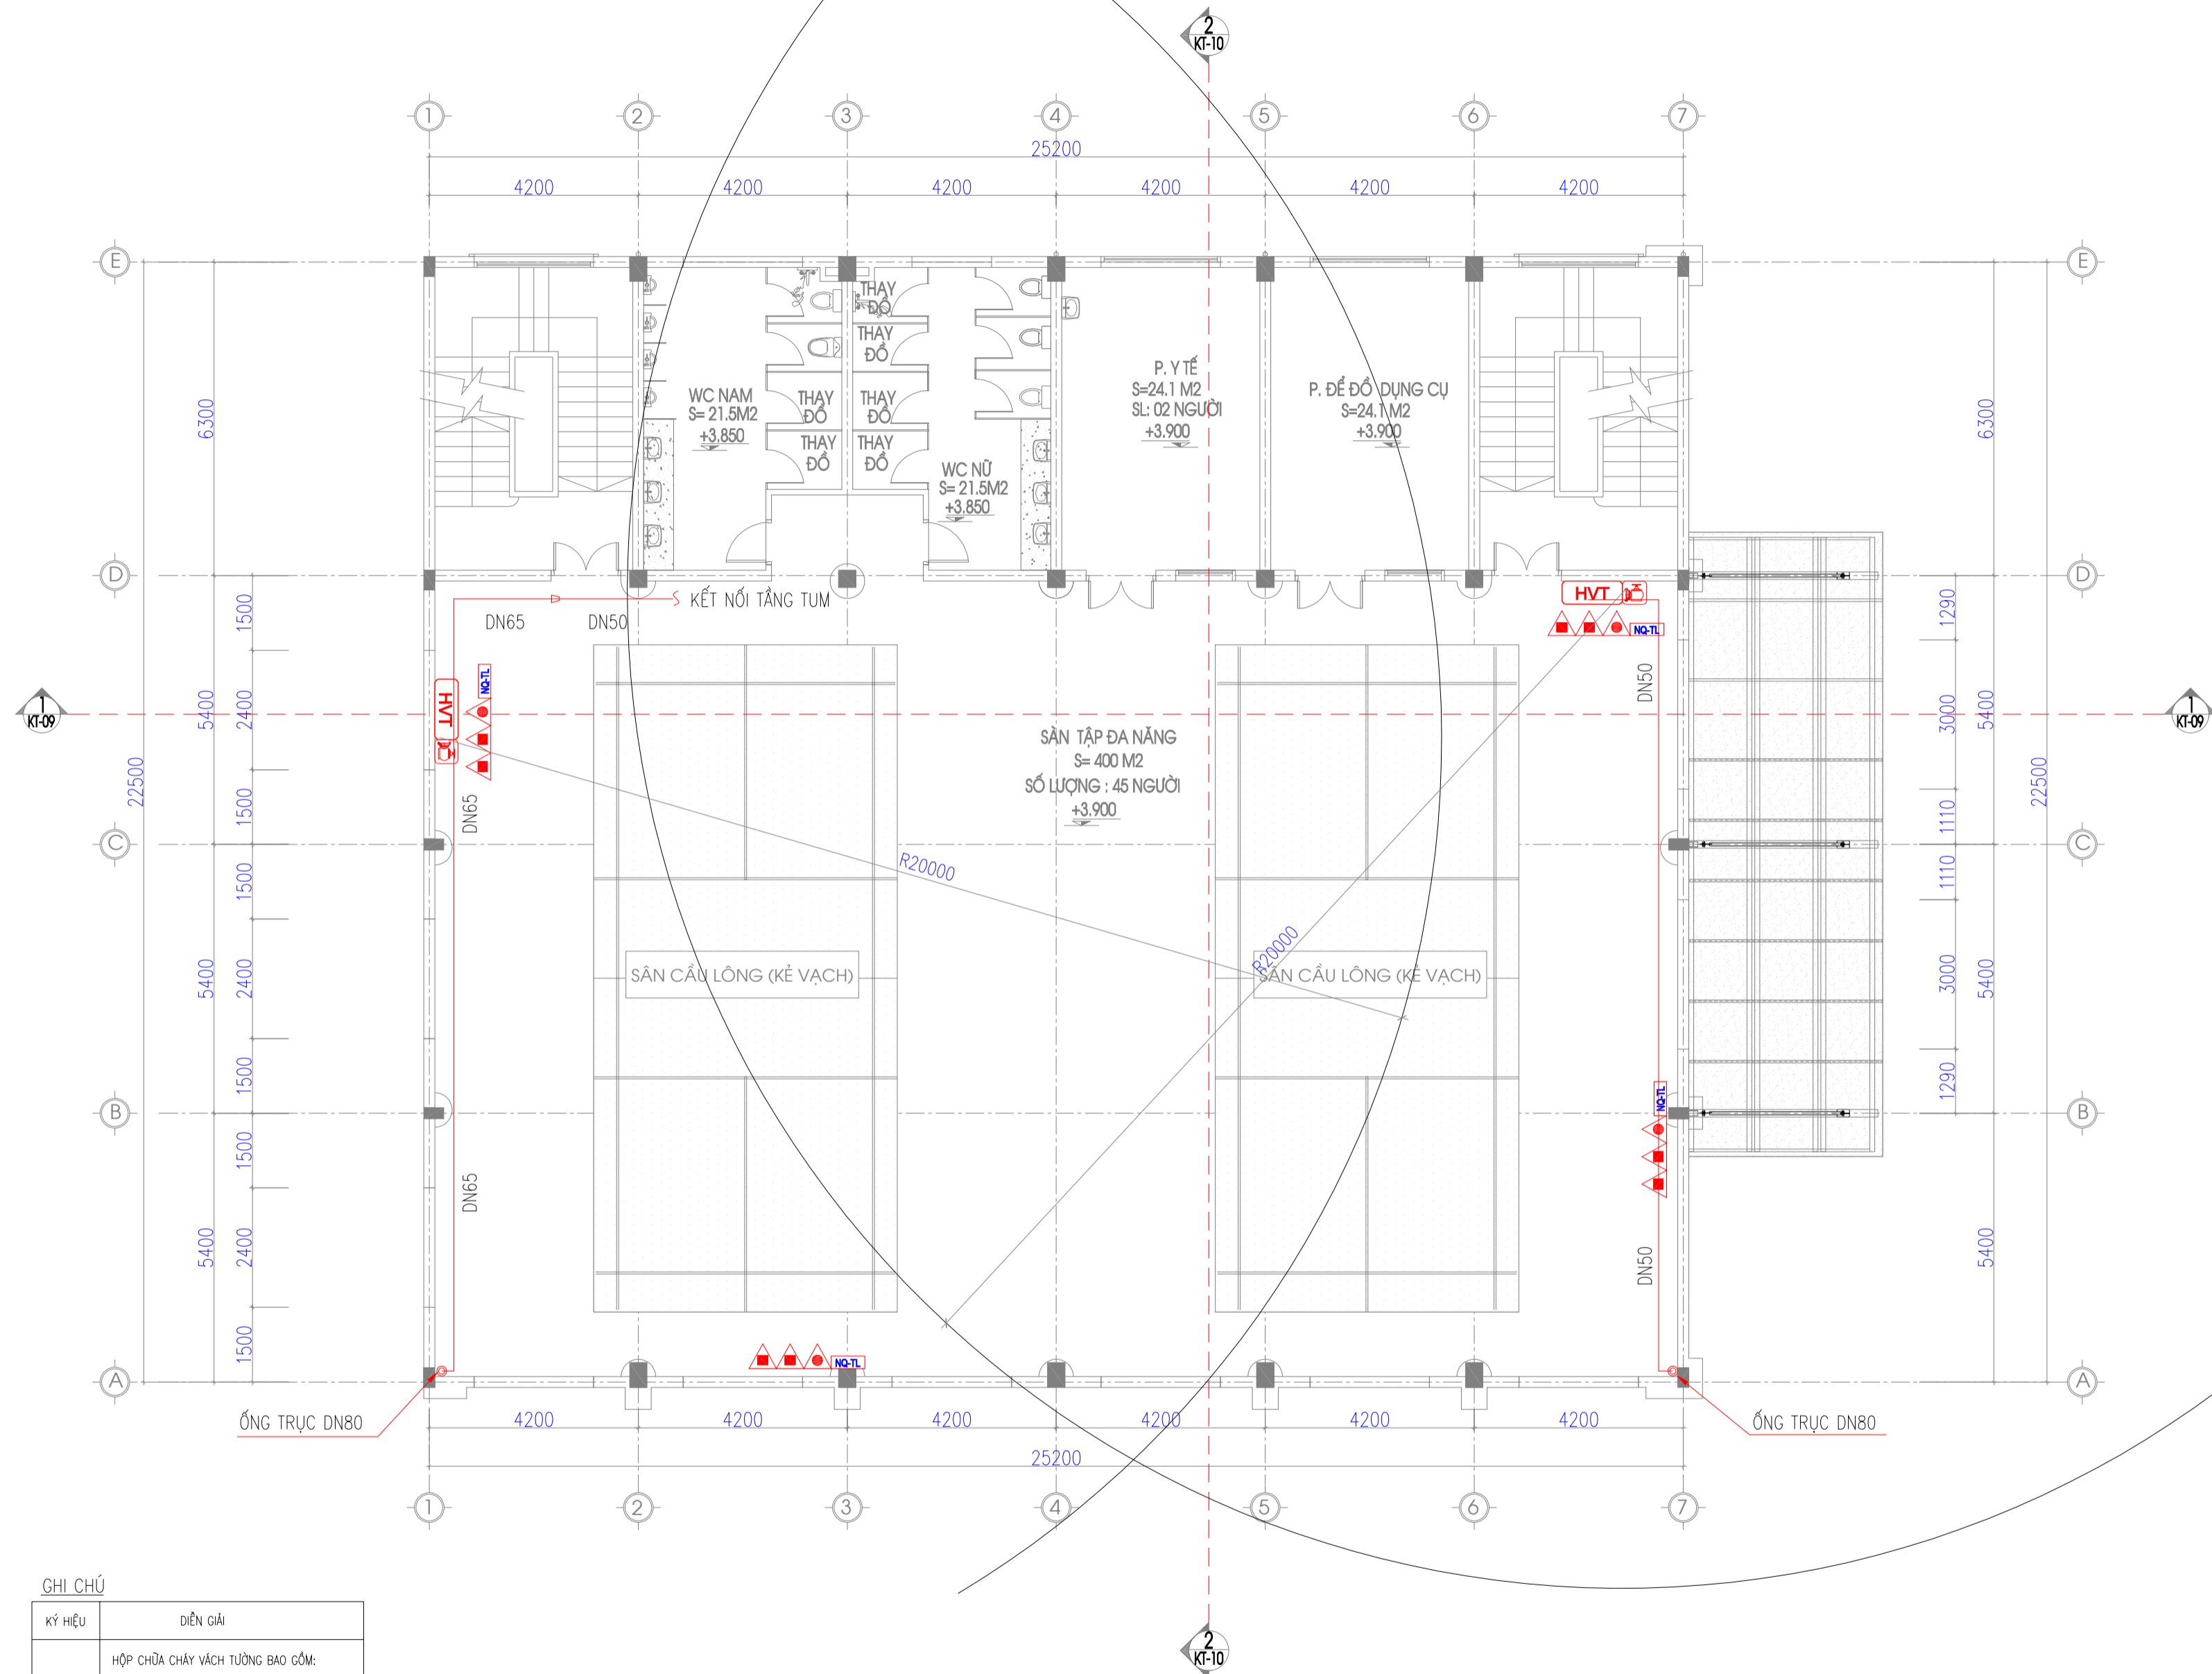 2
KT-10
1 2 3 4 5 6 7
25200
4200 4200 4200 4200 4200 4200
E E
THAY
ĐỒ
THAY
ĐỒ
THAY
ĐỒ
THAY
ĐỒ
THAY
ĐỒ
THAY
ĐỒ
WC NAM
S= 21.5M2
+3.850
WC NỮ
S= 21.5M2
+3.850
P. Y TẾ
S=24.1 M2
SL: 02 NGƯỜI
+3.900
P. ĐỂ ĐỒ DỤNG CỤ
S=24.1 M2
+3.900
6300 6300
D D
KẾT NỐI TẦNG TUM
DN65 DN50
HVT
NQ-TL
1500
1290
HVT
NQ-TL
DN50
1
KT-09
1
KT-09
5400 2400
3000 5400
22500
22500
SÀN TẬP ĐA NĂNG
S= 400 M2
SỐ LƯỢNG : 45 NGƯỜI
+3.900
1500
DN65
1110
C C
1500
1110
R20000
R20000
SÂN CẦU LÔNG (KẺ VẠCH)
SÂN CẦU LÔNG (KẺ VẠCH)
5400 2400
3000 5400
1500
1290
NQ-TL
B B
1500
DN65
5400 2400
DN50
5400
1500
NQ-TL
A A
ỐNG TRỤC DN80
ỐNG TRỤC DN80
4200 4200 4200 4200 4200 4200
25200
1 2 3 4 5 6 7
GHI CHÚ
KÝ HIỆU DIỄN GIẢI
HỘP CHỮA CHÁY VÁCH TƯỜNG BAO GỒM:
2
KT-10